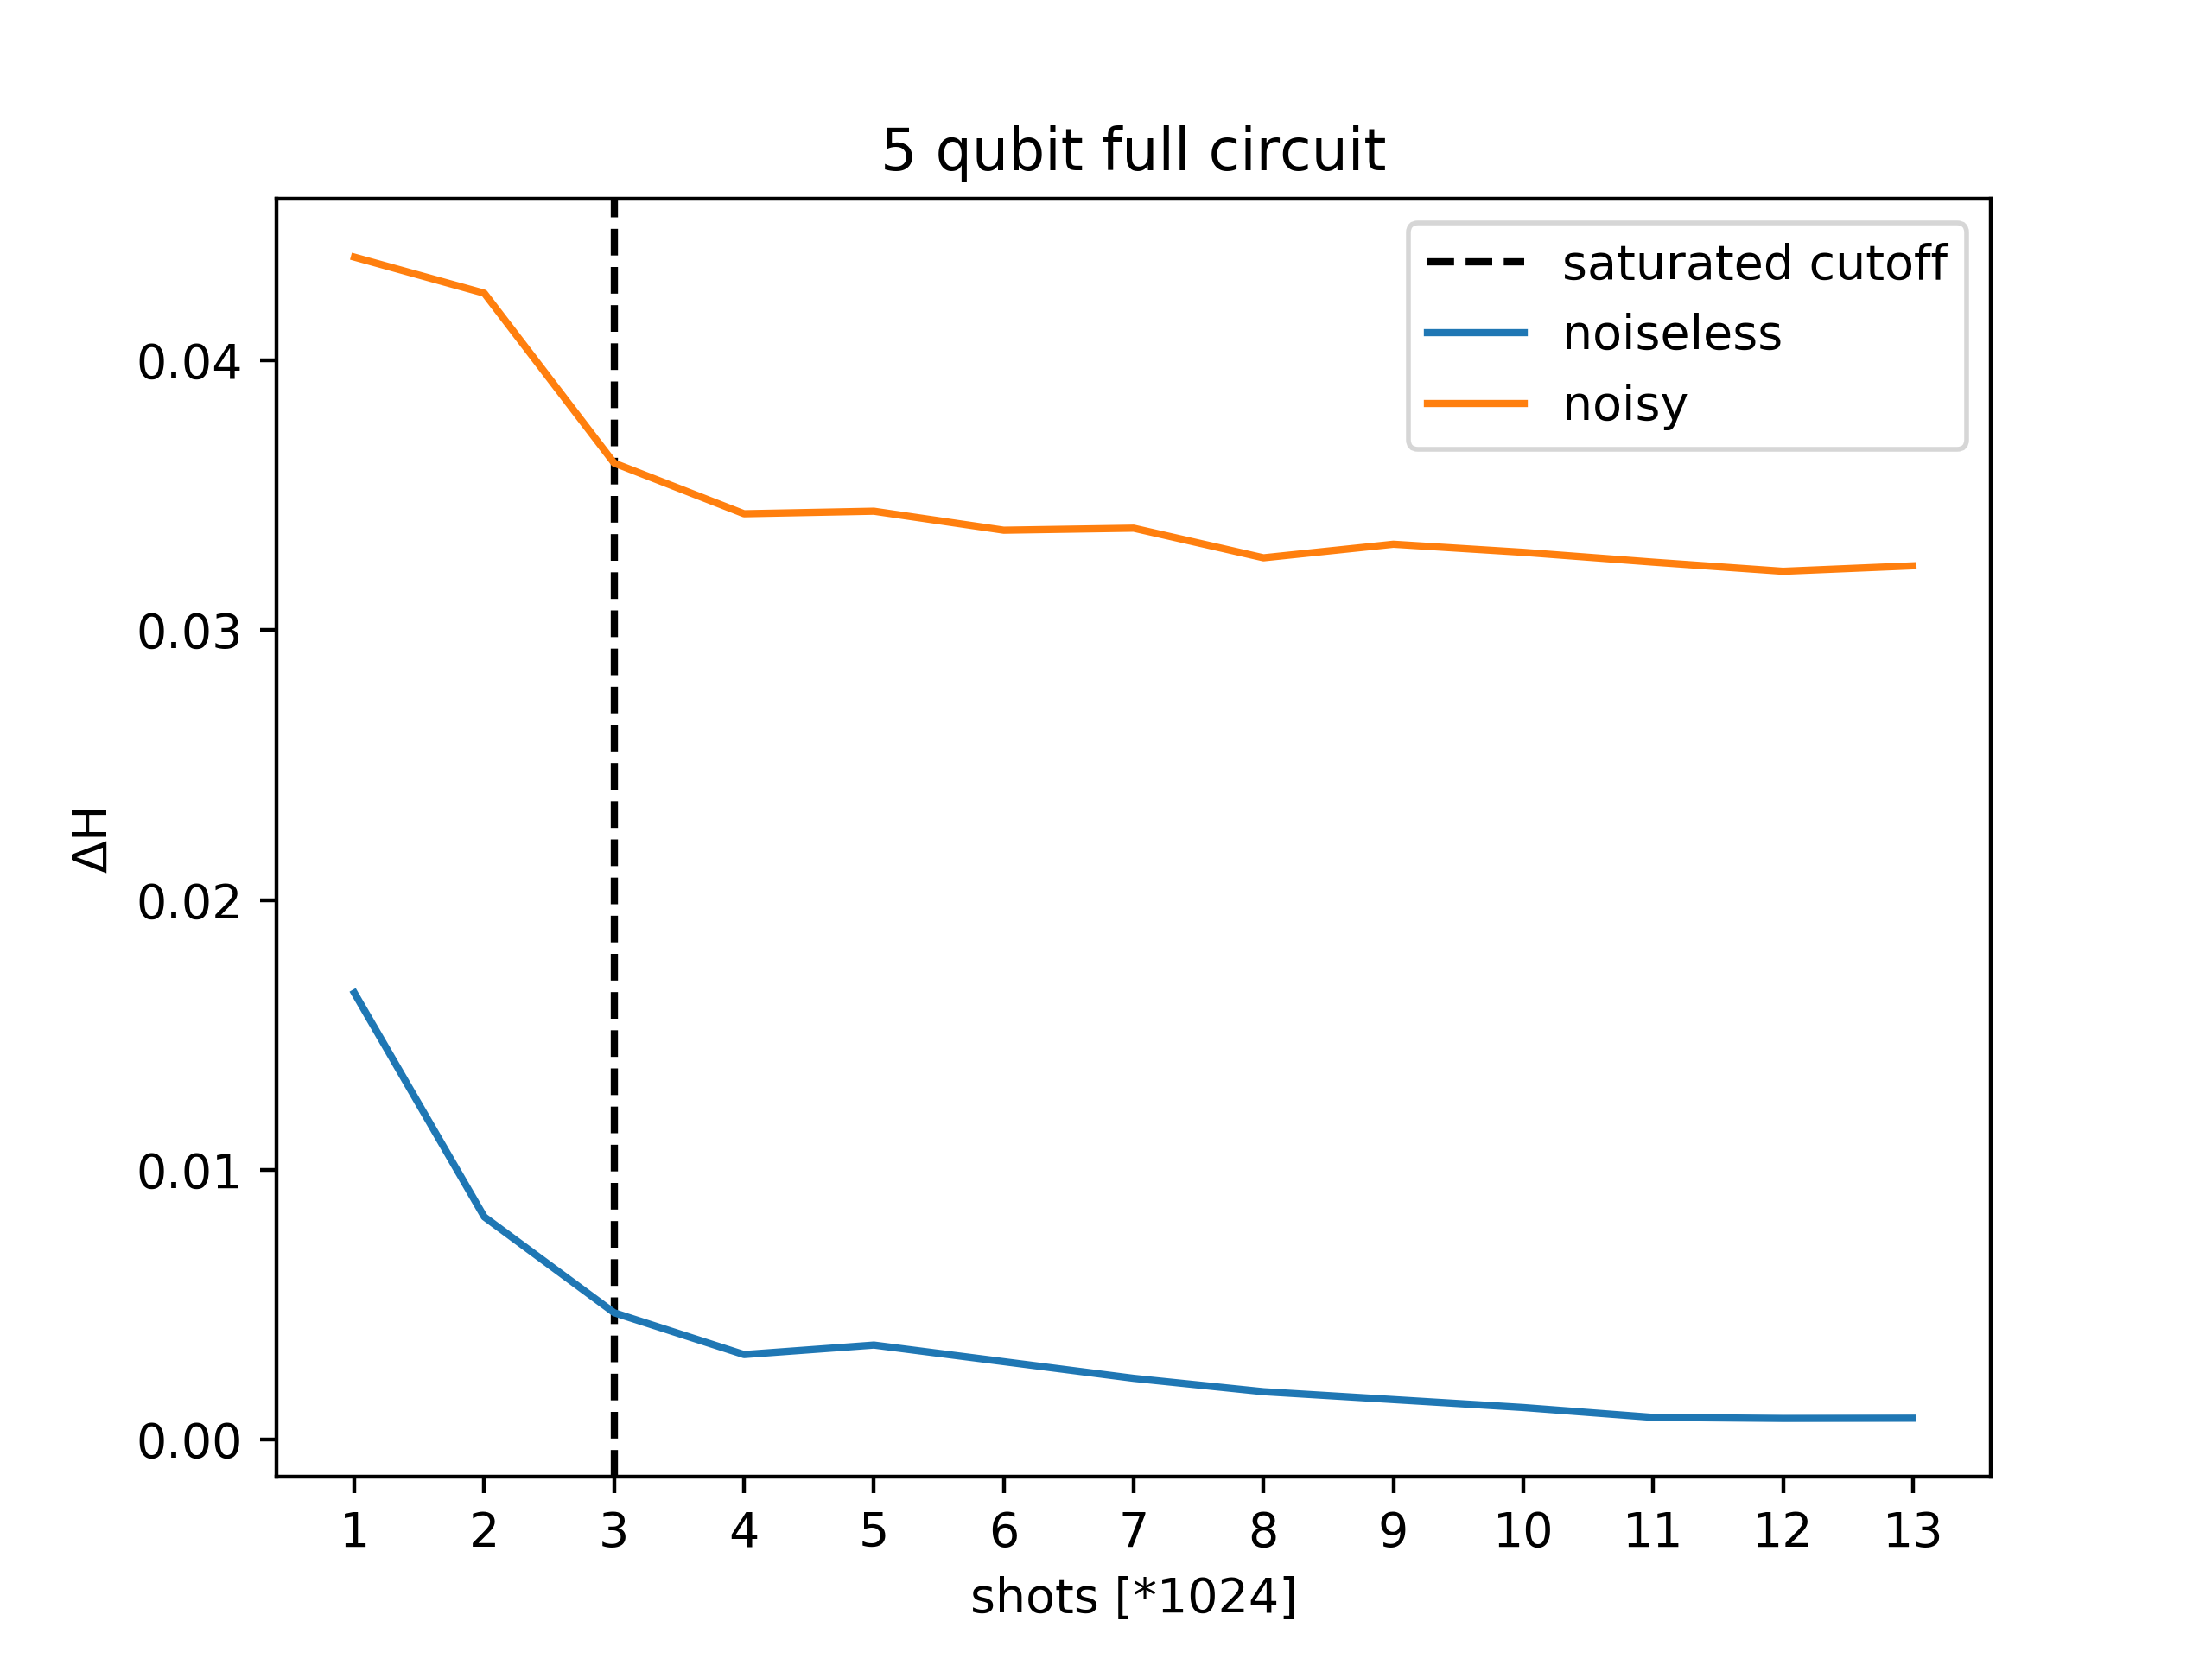 5 qubit full circuit
saturated cutoff
noiseless
noisy
0.04
0.03
0.02
0.01
0.00
ΔH
1 2 3 4 5 6 7 8 9 10 11 12 13
shots [*1024]